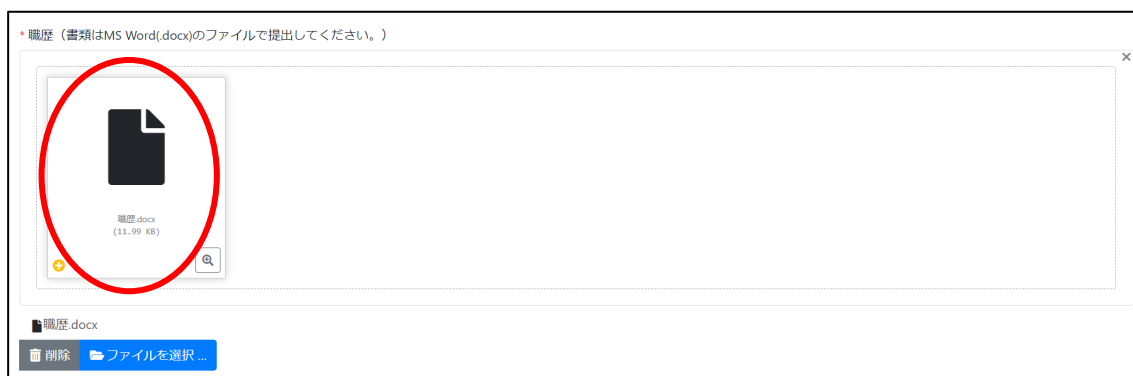 * 職歴（書類はMS Word(.docx)のファイルで提出してください。）
×
職歴.docx
(11.99 KB)
職歴.docx
削除 ファイルを選択 ...